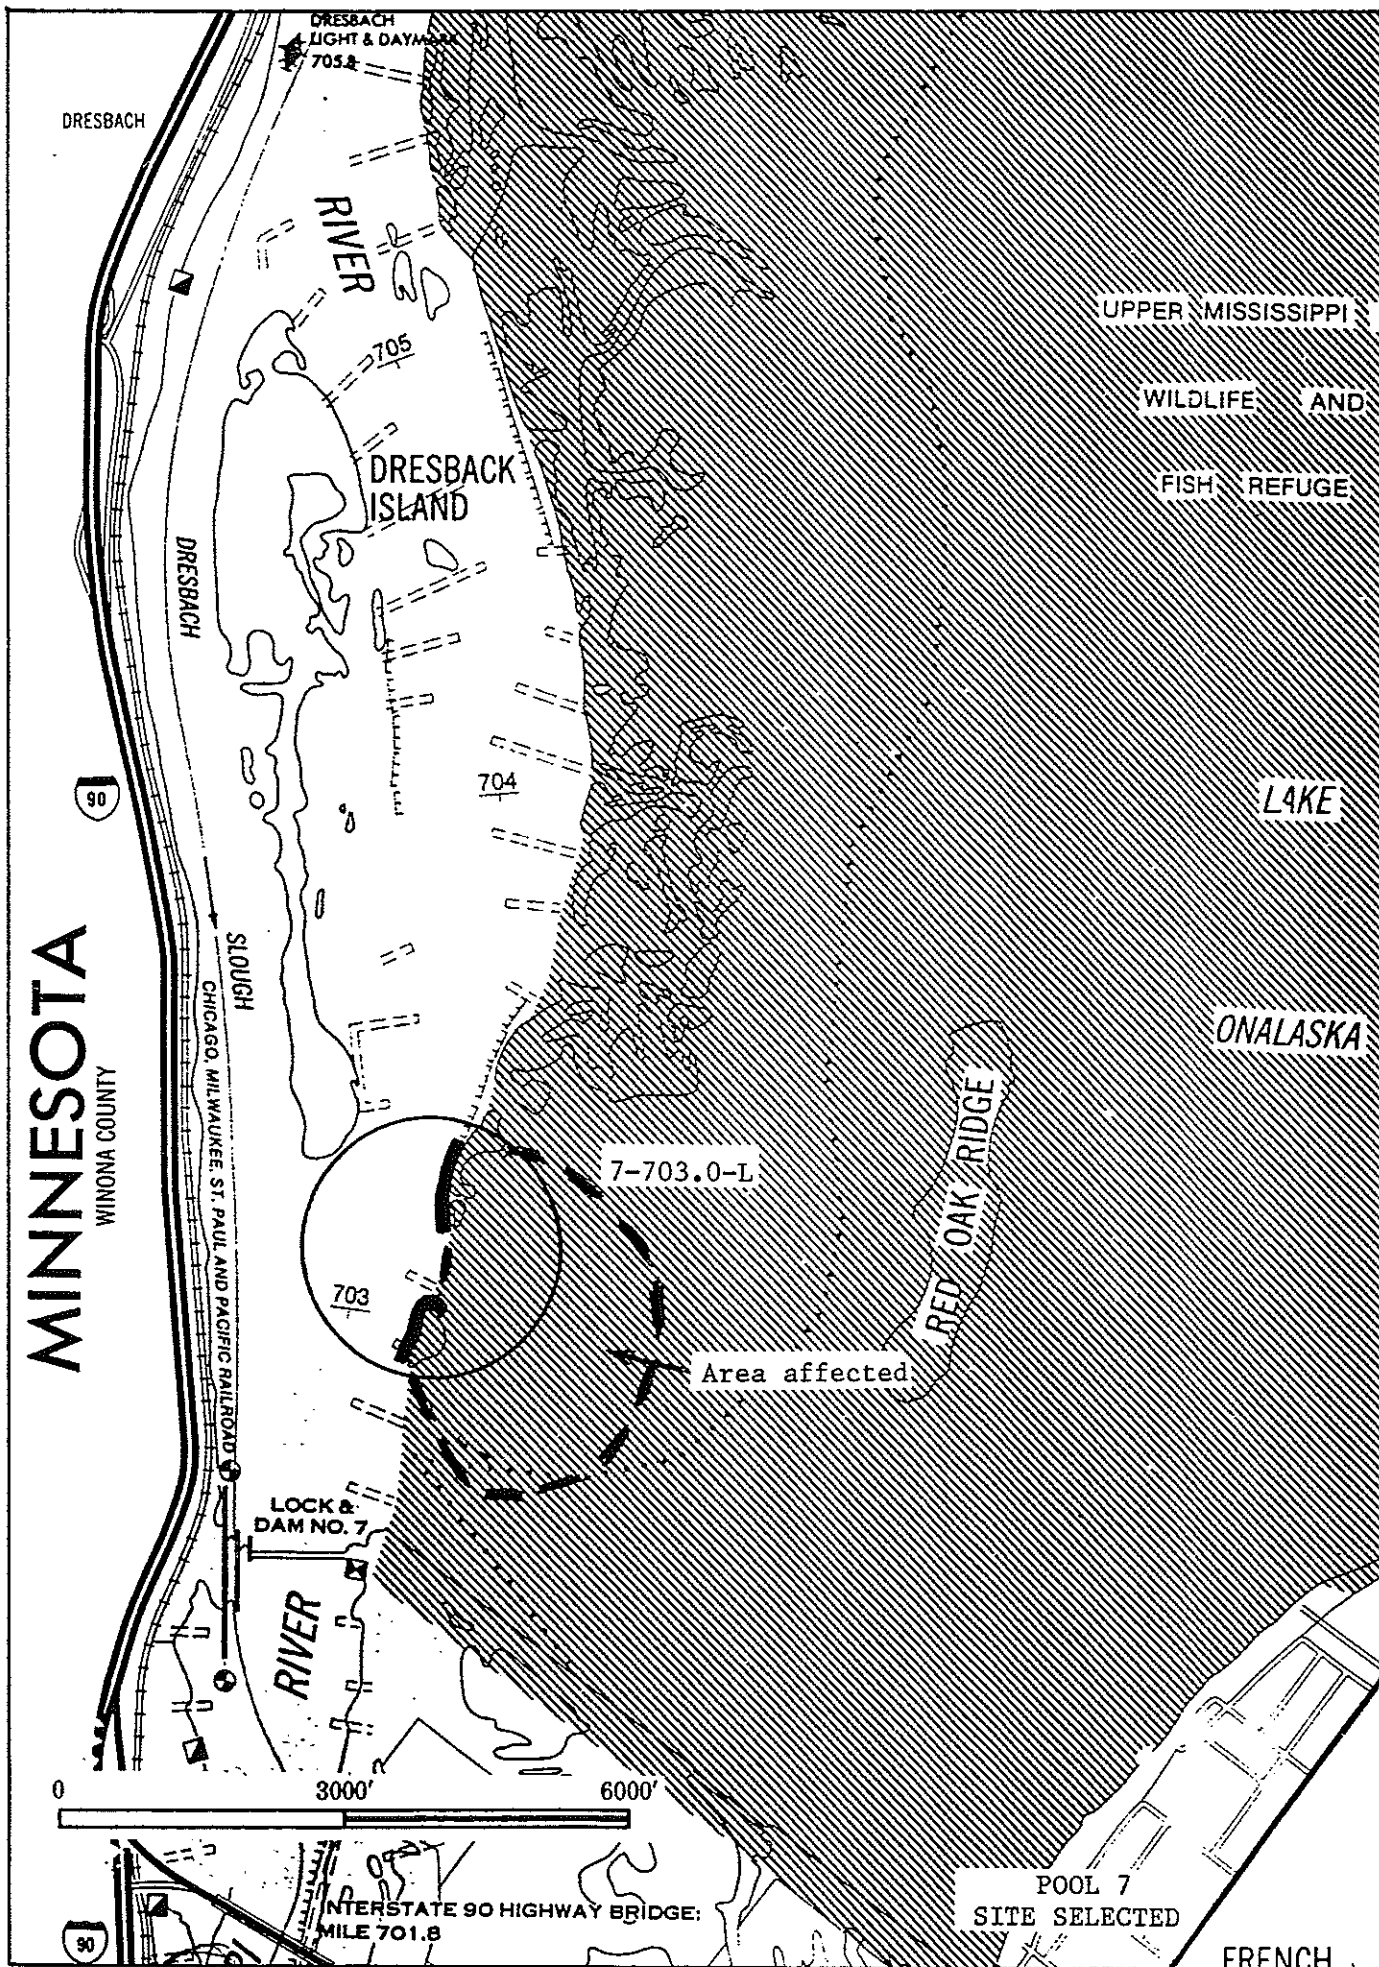 DRESBACH
LIGHT & DAYMARK
705.8
DRESBACH
RIVER
UPPER MISSISSIPPI
WILDLIFE AND
FISH REFUGE
705
DRESBACK
ISLAND
DRESBACH
704
LAKE
90
SLOUGH
ONALASKA
MINNESOTA
WINONA COUNTY
CHICAGO, MILWAUKEE, ST. PAUL AND PACIFIC RAILROAD
7-703.0-L
RED OAK RIDGE
703
Area affected
LOCK &
DAM NO. 7
RIVER
0 3000' 6000'
POOL 7
SITE SELECTED
INTERSTATE 90 HIGHWAY BRIDGE:
MILE 701.8
90
FRENCH